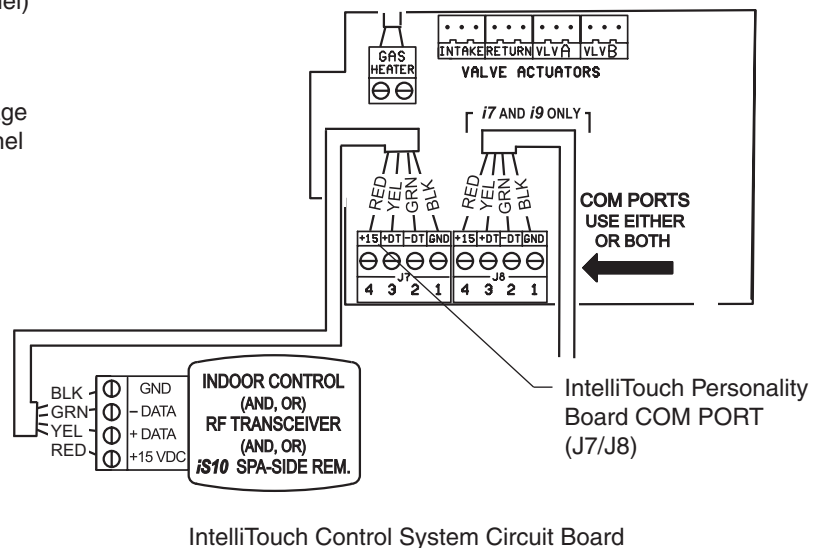 GAS
HEATER
INTAKE RETURN VLVA VLVB
VALVE ACTUATORS
i7 AND i9 ONLY
RED YEL GRN BLK
RED YEL GRN BLK
COM PORTS
USE EITHER
OR BOTH
+15 +DT -DT GND
+15 +DT -DT GND
J7
J8
4 3 2 1
4 3 2 1
BLK GND
GRN – DATA
YEL + DATA
RED +15 VDC
INDOOR CONTROL
(AND, OR)
RF TRANSCEIVER
(AND, OR)
iS10 SPA-SIDE REM.
IntelliTouch Personality
Board COM PORT
(J7/J8)
IntelliTouch Control System Circuit Board